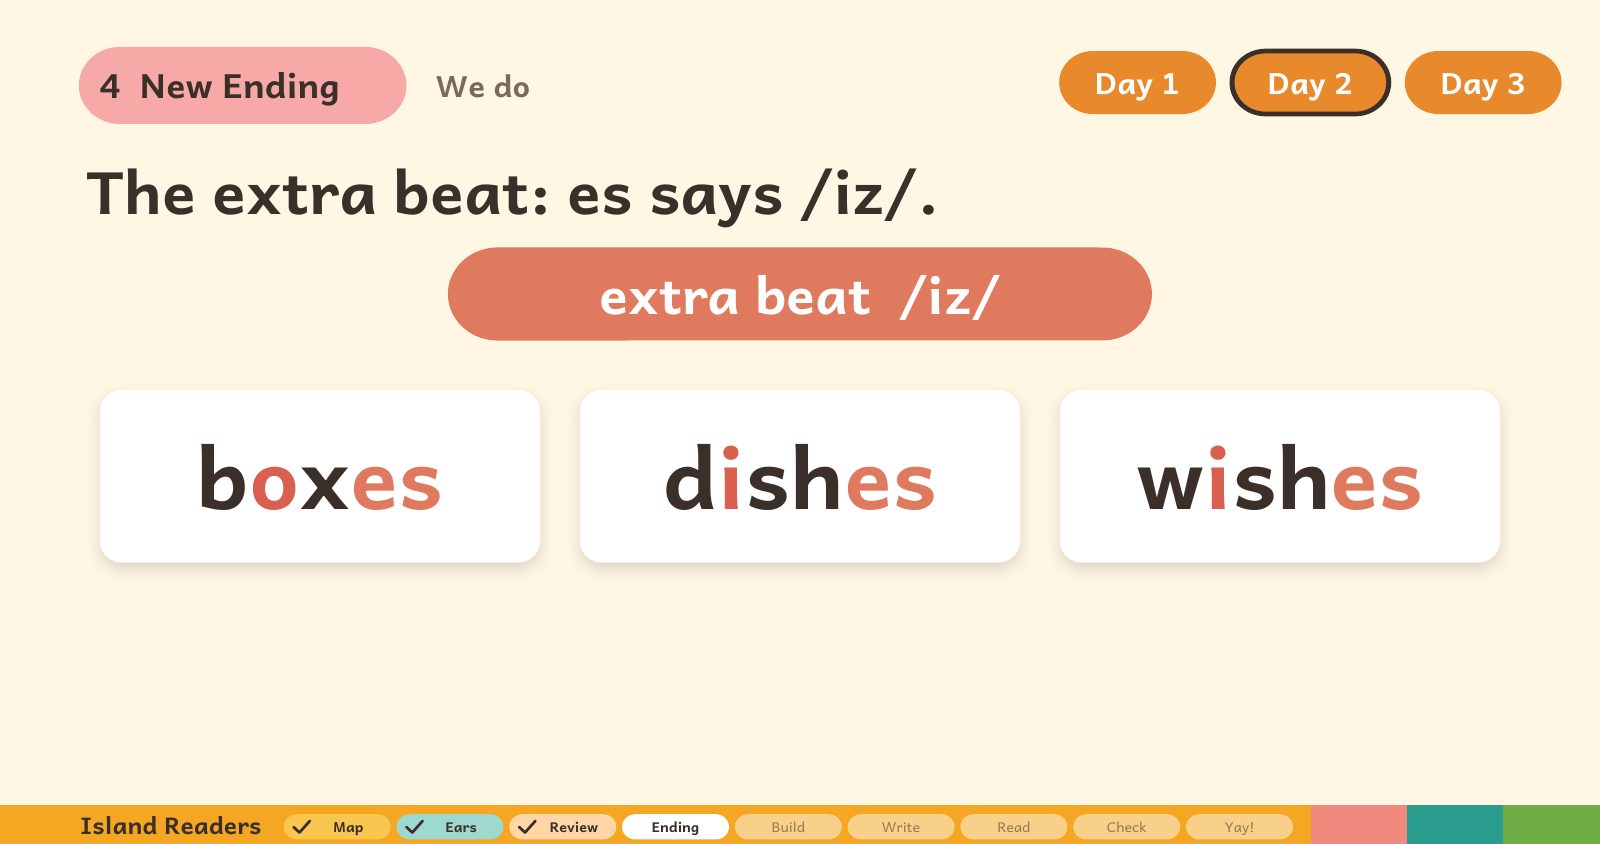 4 New Ending
We do
Day 1
Day 2
Day 3
The extra beat: es says /iz/.
extra beat /iz/
boxes
dishes
wishes
Island Readers
Map
Ears
Review
Ending
Build
Write
Read
Check
Yay!